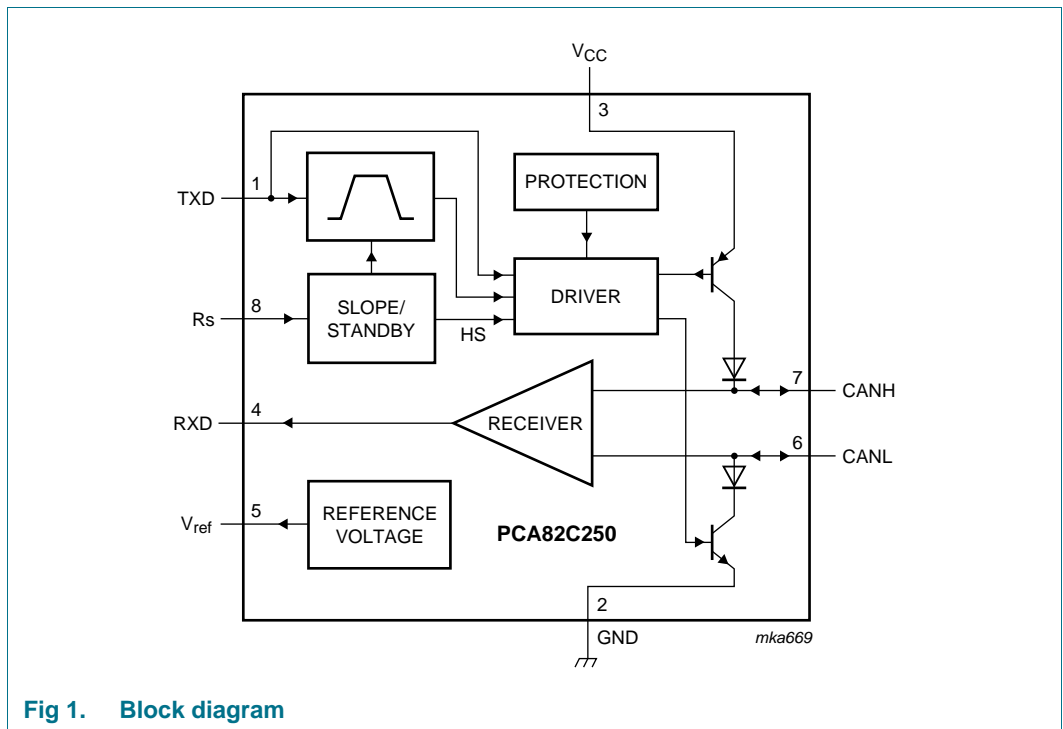 VCC
3
TXD
1
PROTECTION
DRIVER
Rs
8
SLOPE/
STANDBY
HS
7
CANH
RXD
4
RECEIVER
6
CANL
Vref
5
REFERENCE
VOLTAGE
PCA82C250
2
GND
mka669
Fig 1. Block diagram